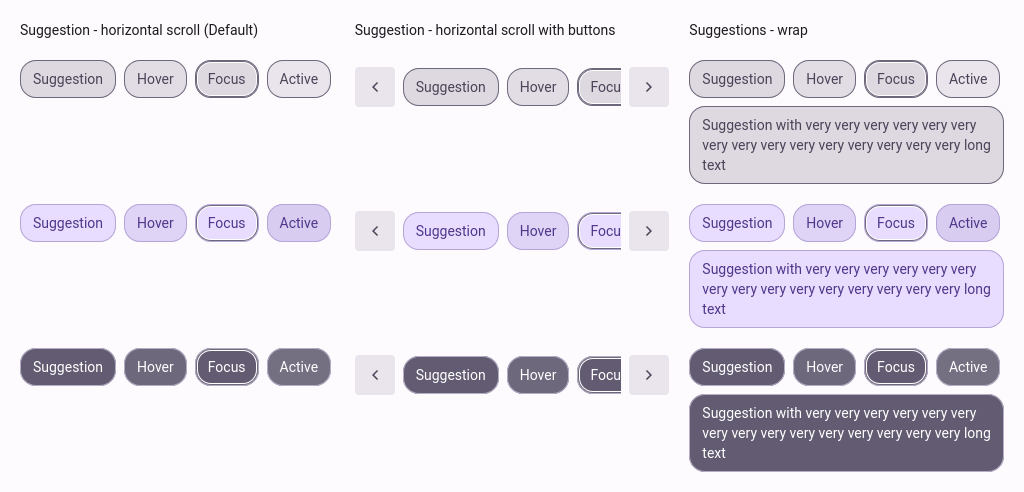 Suggestion - horizontal scroll (Default)
Suggestion Hover Focus Active
Suggestion Hover Focus Active
Suggestion Hover Focus Active
Suggestion - horizontal scroll with buttons
Suggestion Hover Focu
Suggestion Hover Focu
Suggestion Hover Focu
Suggestions - wrap
Suggestion Hover Focus Active
Suggestion with very very very very very very
very very very very very very very very very long
text
Suggestion Hover Focus Active
Suggestion with very very very very very very
very very very very very very very very very long
text
Suggestion Hover Focus Active
Suggestion with very very very very very very
very very very very very very very very very long
text